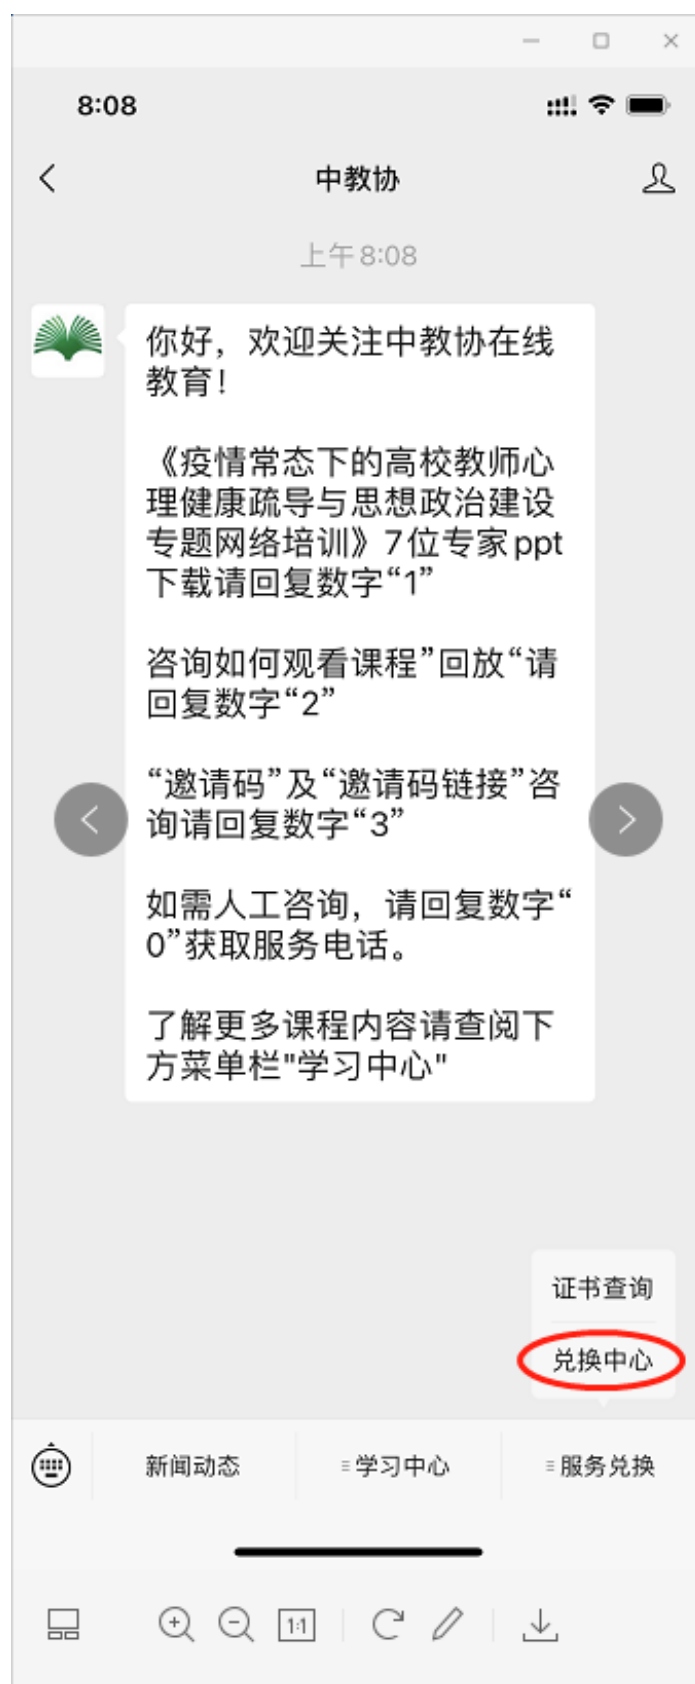 8:08
中教协
上午8:08
你好，欢迎关注中教协在线
教育！
《疫情常态下的高校教师心
理健康疏导与思想政治建设
专题网络培训》7位专家ppt
下载请回复数字“1”
咨询如何观看课程”回放“请
回复数字“2”
“邀请码”及“邀请码链接”咨
询请回复数字“3”
如需人工咨询，请回复数字“
0”获取服务电话。
了解更多课程内容请查阅下
方菜单栏"学习中心"
证书查询
兑换中心
新闻动态
学习中心
服务兑换
1:1